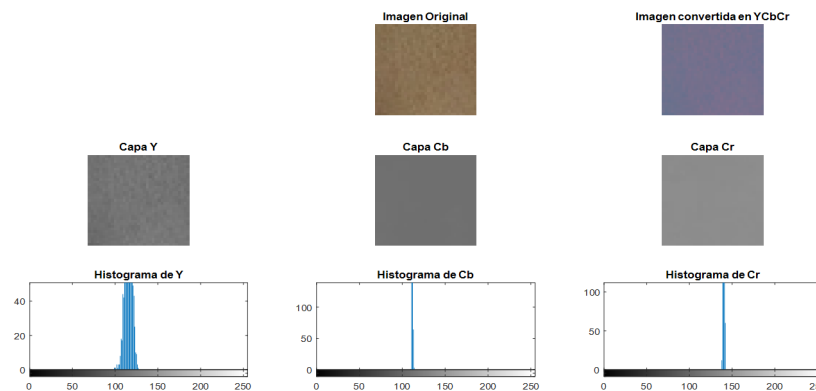 Imagen Original
Imagen convertida en YCbCr
Capa Y
Capa Cb
Capa Cr
Histograma de Y
Histograma de Cb
Histograma de Cr
40
20
0
0 50 100 150 200 250
100
50
0
0 50 100 150 200 250
100
50
0
0 50 100 150 200 250